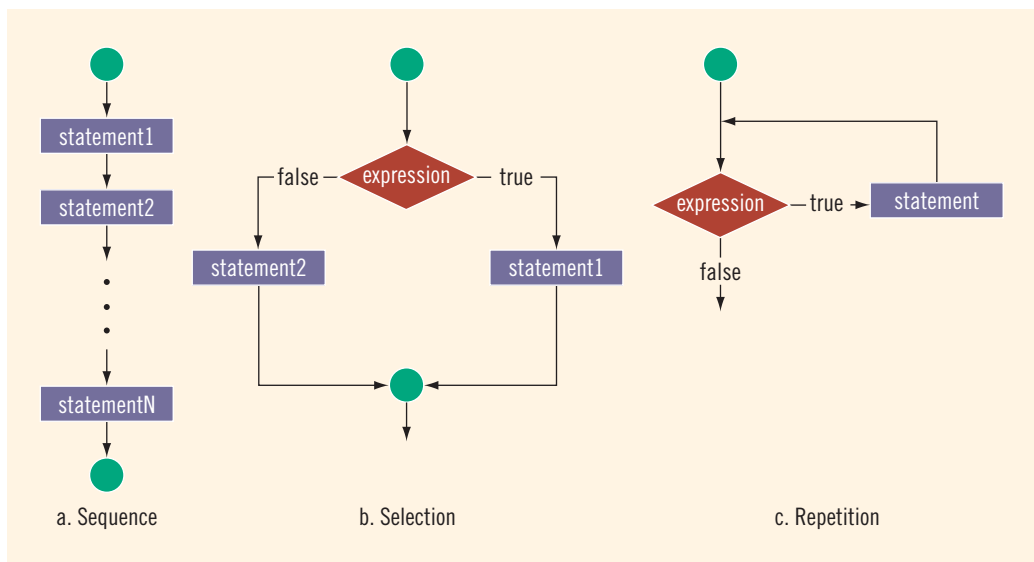 statement1
statement2
statementN
a. Sequence
false
expression
true
statement2
statement1
b. Selection
expression
true
statement
false
c. Repetition